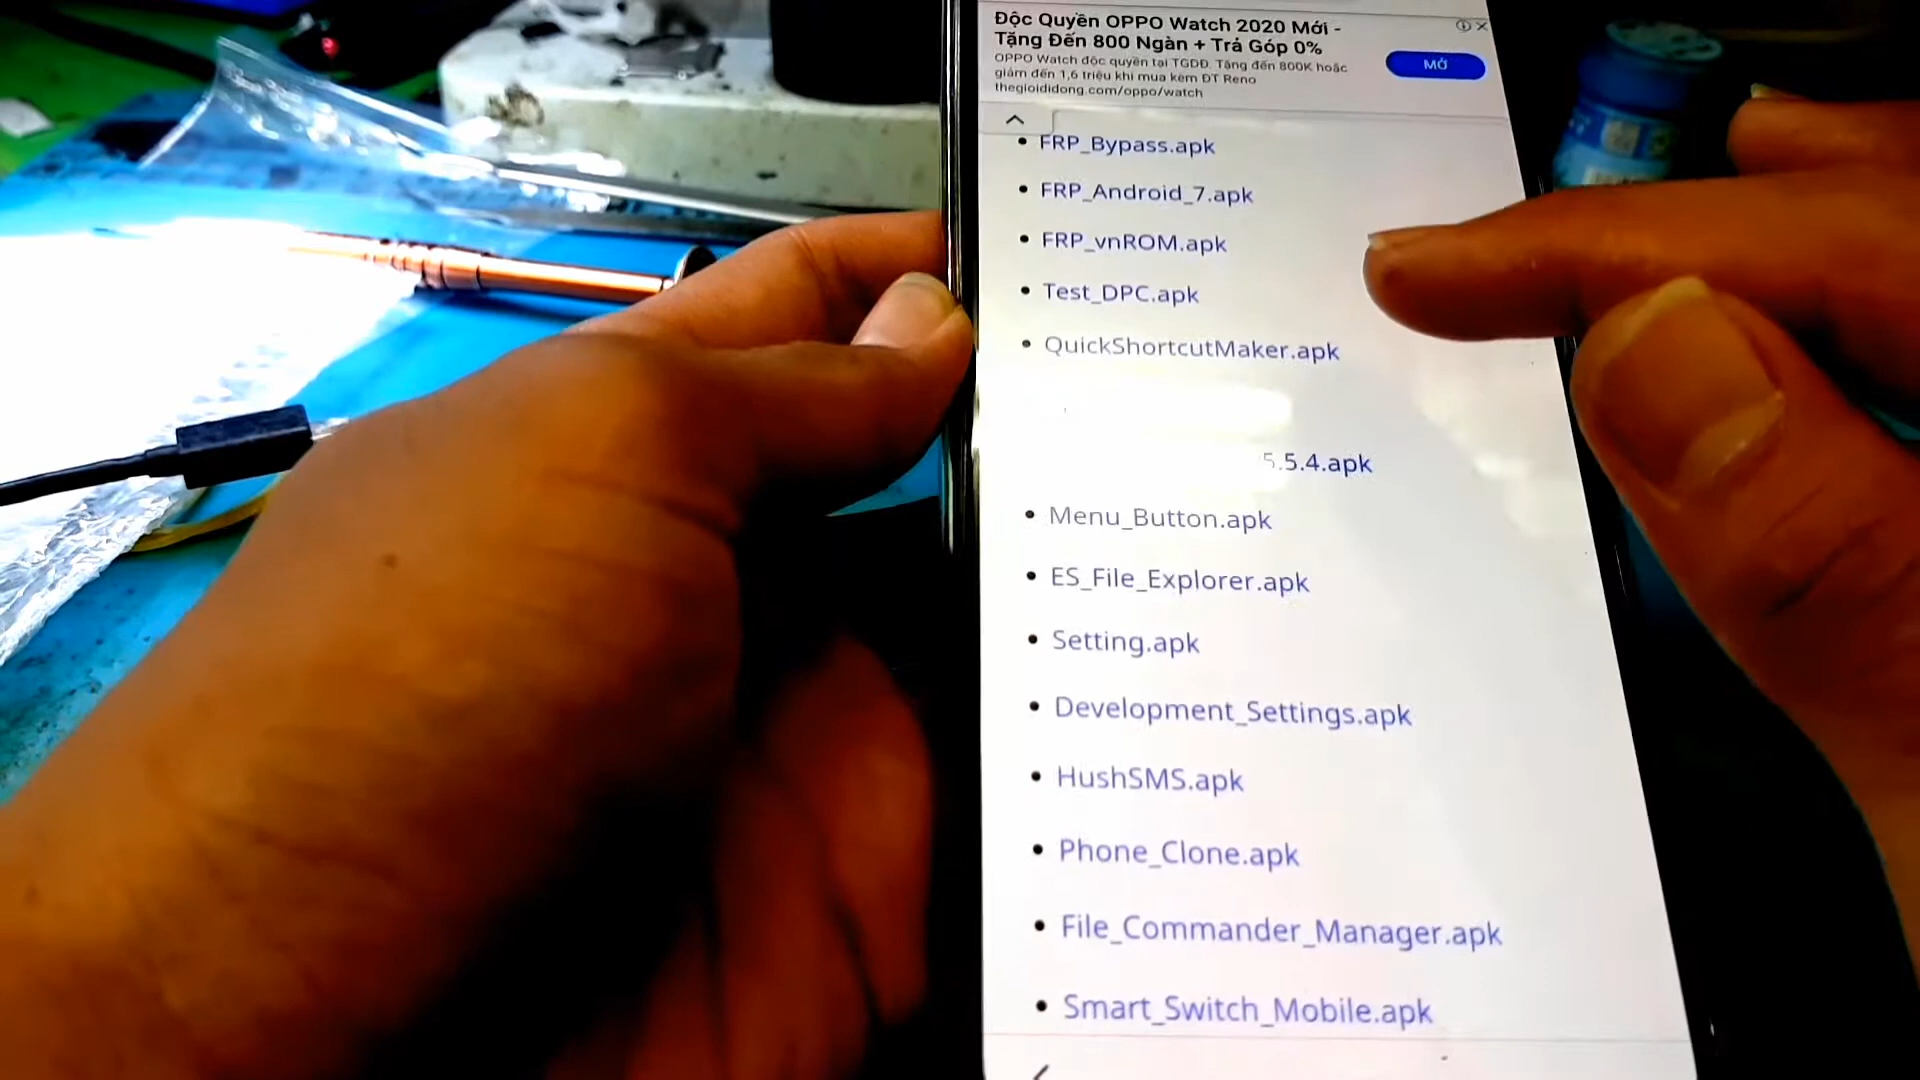 Độc Quyền OPPO Watch 2020 Mới -
Tặng Đến 800 Ngàn + Trả Góp 0%
OPPO Watch độc quyền tại TGDĐ. Tặng đến 800K hoặc
giảm đến 1,6 triệu khi mua kèm ĐT Reno
thegioididong.com/oppo/watch
MỞ
FRP_Bypass.apk
FRP_Android_7.apk
FRP_vnROM.apk
Test_DPC.apk
QuickShortcutMaker.apk
5.5.4.apk
Menu_Button.apk
ES_File_Explorer.apk
Setting.apk
Development_Settings.apk
HushSMS.apk
Phone_Clone.apk
File_Commander_Manager.apk
Smart_Switch_Mobile.apk